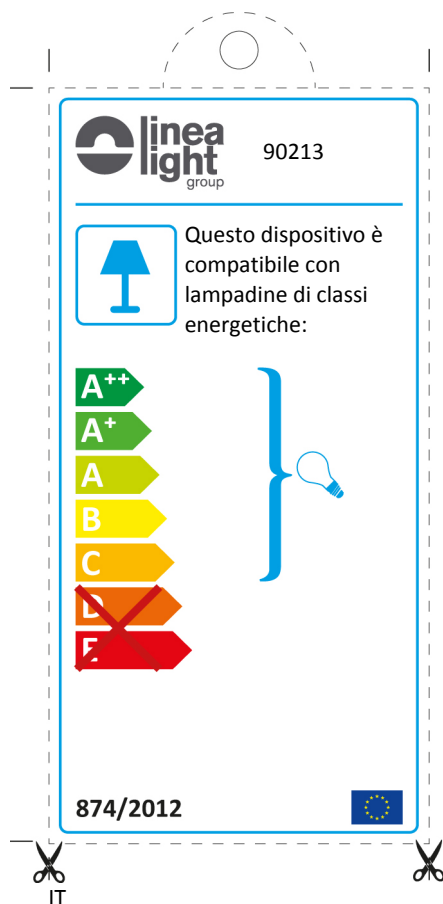 linea
light
group
90213
Questo dispositivo è
compatibile con
lampadine di classi
energetiche:
A++
A+
A
B
C
D
E
874/2012
IT